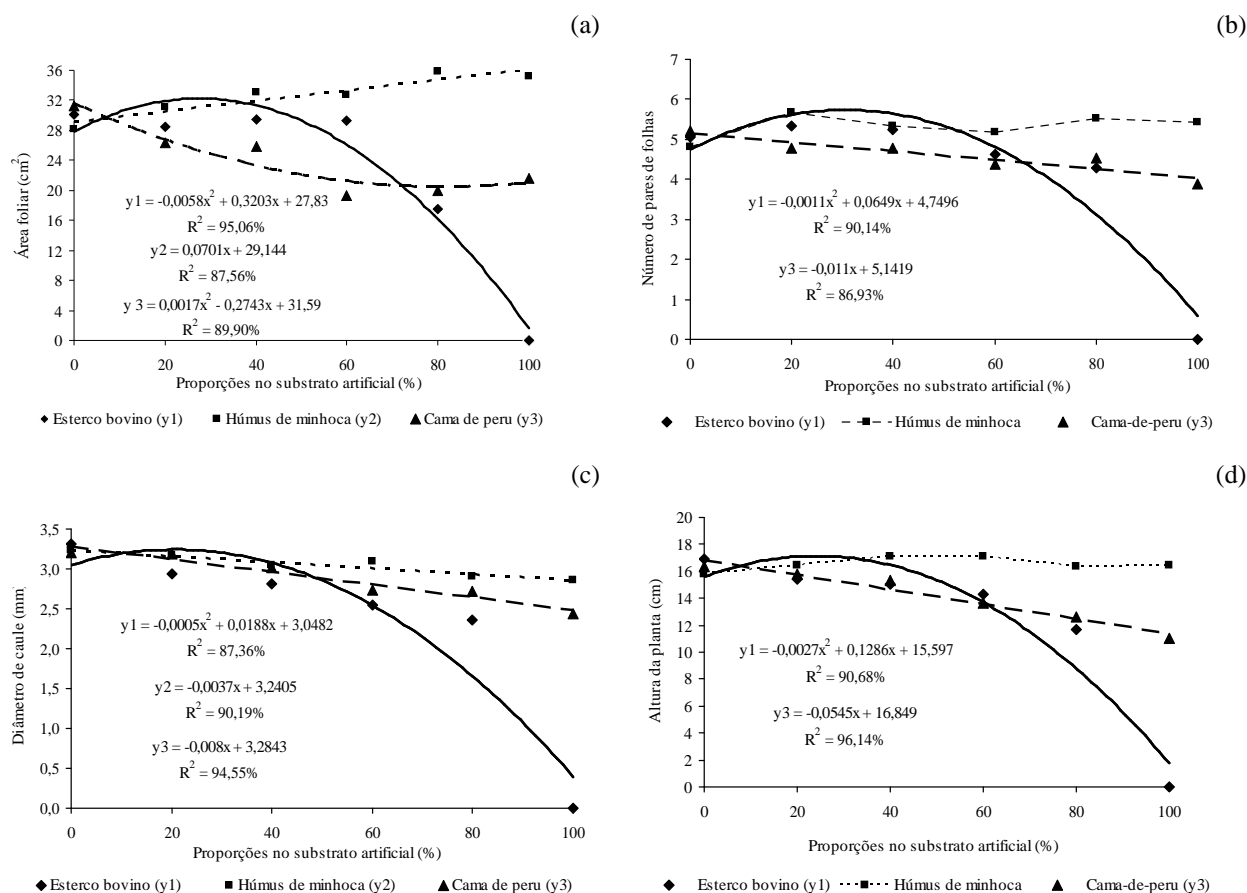 (a)
36
32
28
24
20
16
12
8
4
0
Área foliar (cm²)
y1 = -0,0058x² + 0,3203x + 27,83
R² = 95,06%
y2 = 0,0701x + 29,144
R² = 87,56%
y 3 = 0,0017x² - 0,2743x + 31,59
R² = 89,90%
0 20 40 60 80 100
Proporções no substrato artificial (%)
Esterco bovino (y1) Húmus de minhoca (y2) Cama de peru (y3)
(b)
7
6
5
4
3
2
1
0
Número de pares de folhas
y1 = -0,0011x² + 0,0649x + 4,7496
R² = 90,14%
y3 = -0,011x + 5,1419
R² = 86,93%
0 20 40 60 80 100
Proporções no substrato artificial (%)
Esterco bovino (y1) Húmus de minhoca Cama-de-peru (y3)
(c)
3,5
3,0
2,5
2,0
1,5
1,0
0,5
0,0
Diâmetro de caule (mm
y1 = -0,0005x² + 0,0188x + 3,0482
R² = 87,36%
y2 = -0,0037x + 3,2405
R² = 90,19%
y3 = -0,008x + 3,2843
R² = 94,55%
0 20 40 60 80 100
Proporções no substrato artificial (%)
Esterco bovino (y1) Húmus de minhoca (y2) Cama de peru (y3)
(d)
20
18
16
14
12
10
8
6
4
2
0
Altura da planta (cm)
y1 = -0,0027x² + 0,1286x + 15,597
R² = 90,68%
y3 = -0,0545x + 16,849
R² = 96,14%
0 20 40 60 80 100
Proporções no substrato artificial (%)
Esterco bovino (y1) Húmus de minhoca Cama de peru (y3)